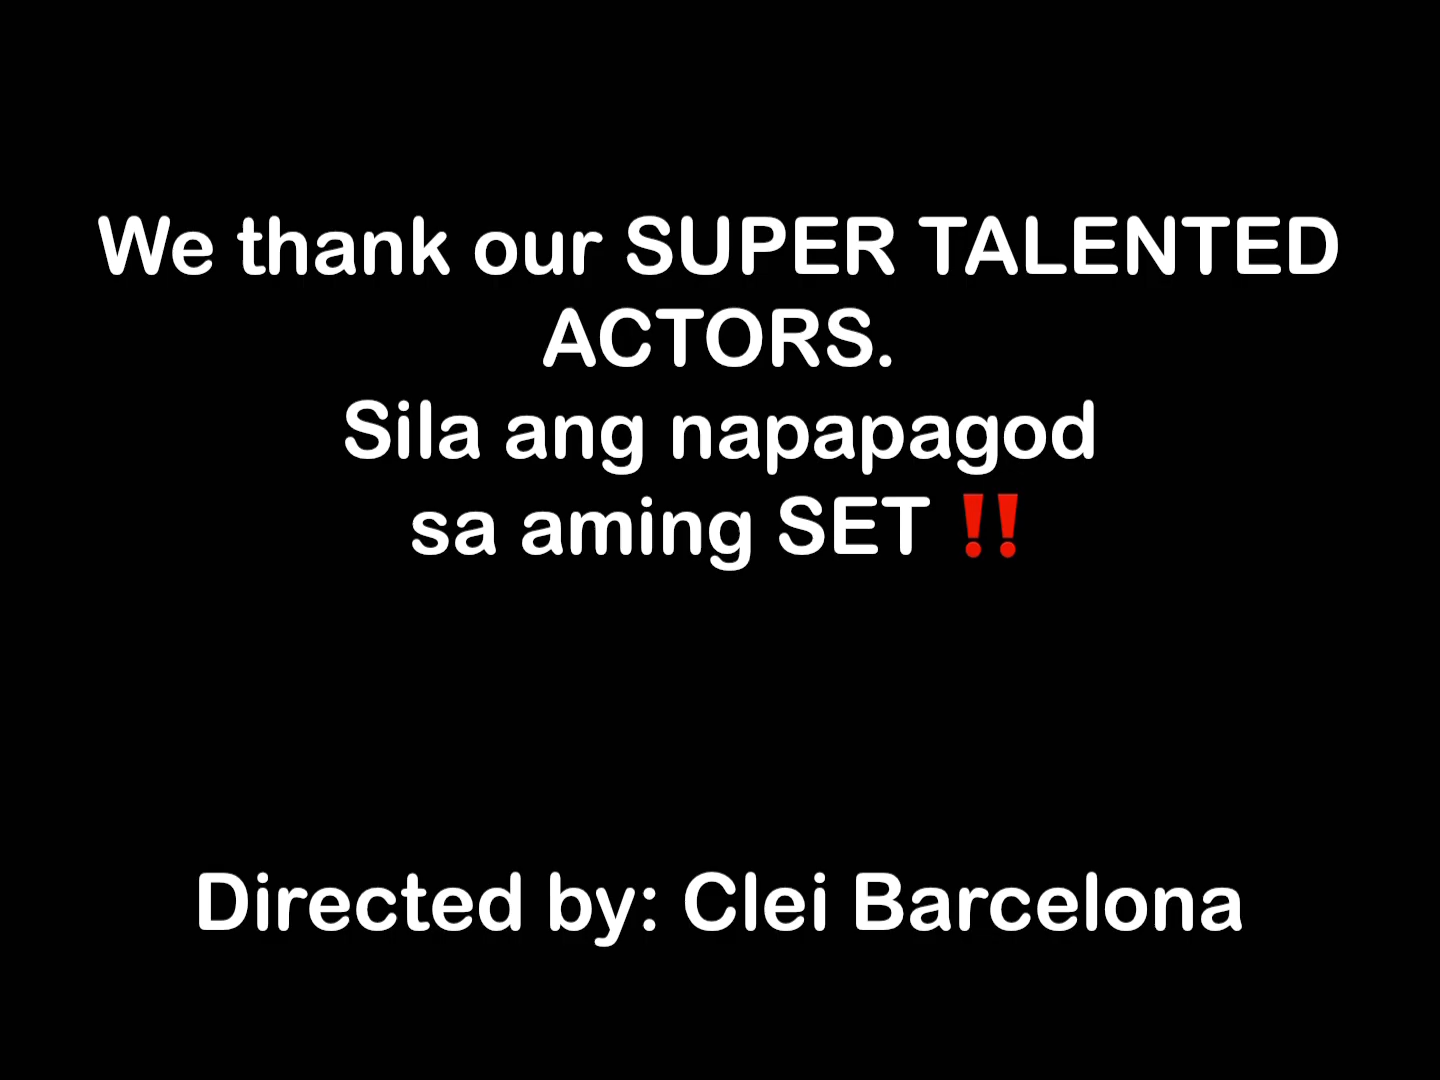 We thank our SUPER TALENTED
ACTORS.
Sila ang napapagod
sa aming SET ‼️
Directed by: Clei Barcelona